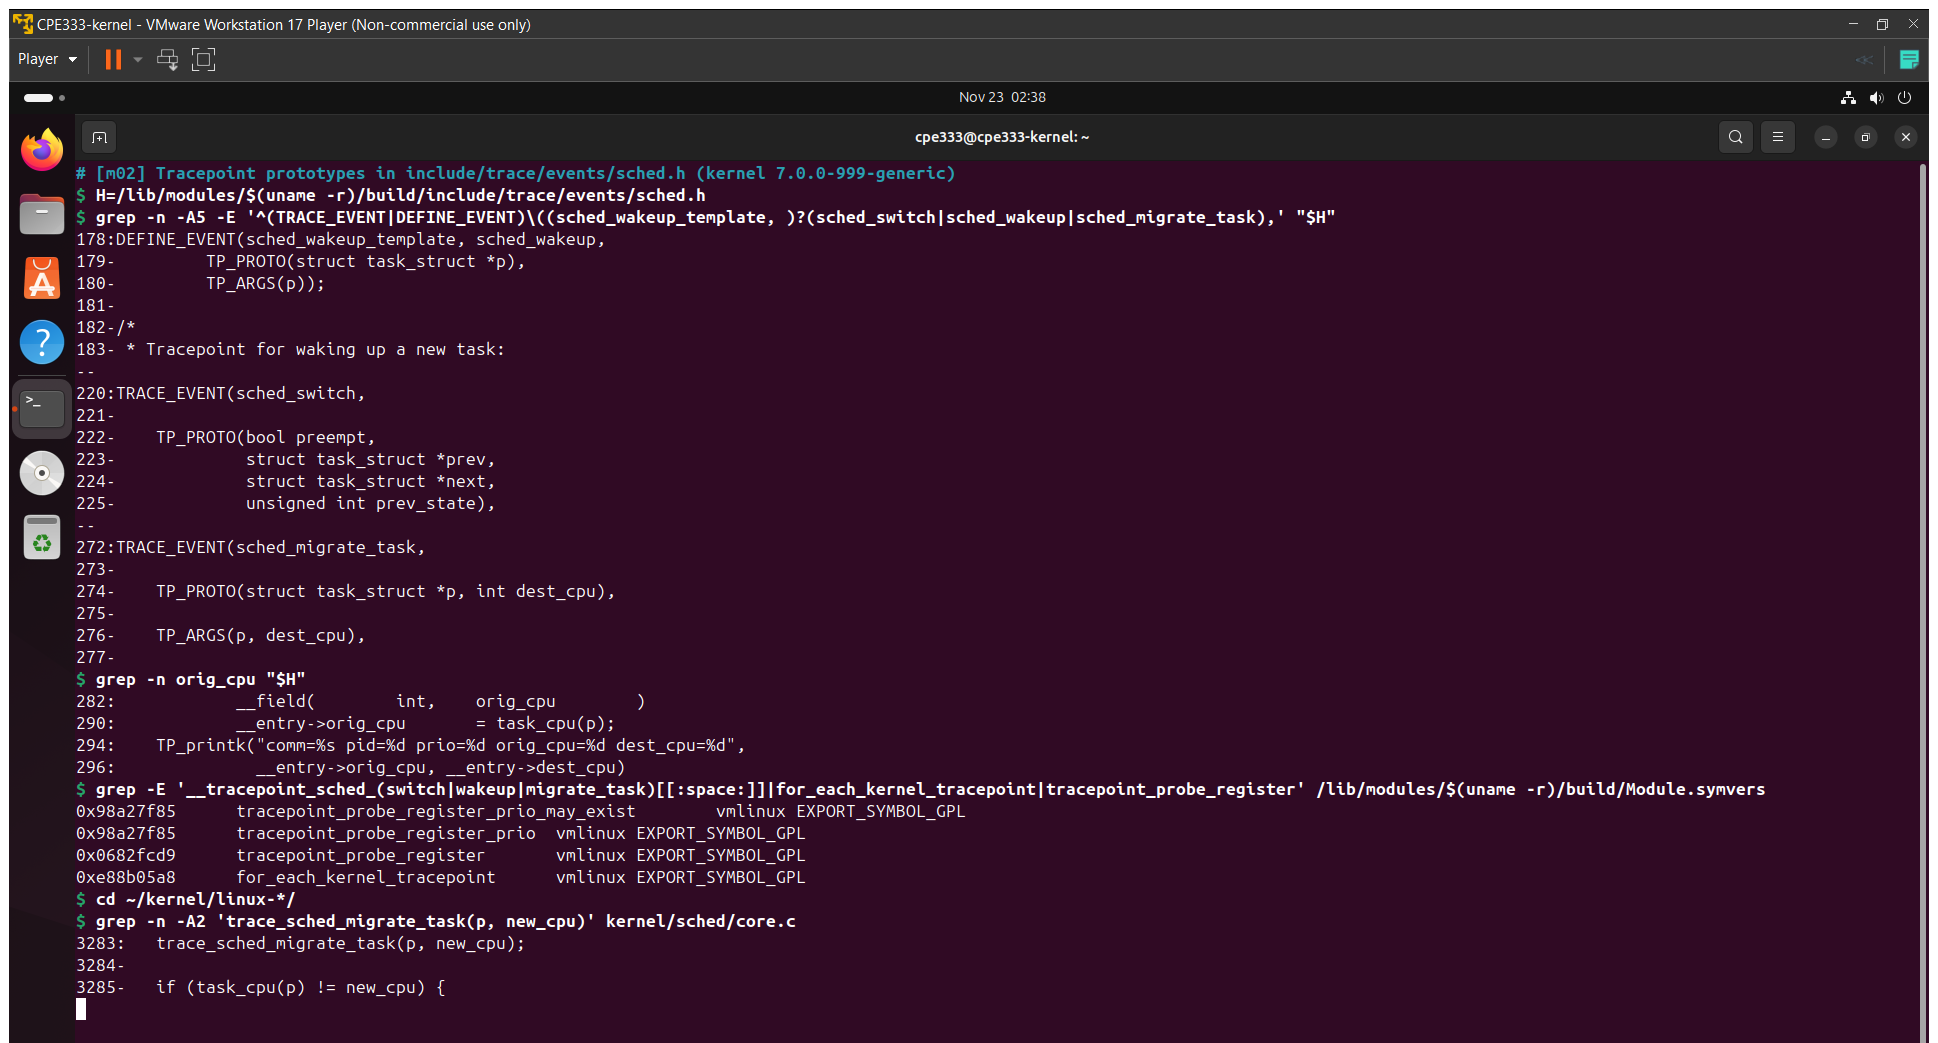 CPE333-kernel - VMware Workstation 17 Player (Non-commercial use only)
Player
Nov 23 02:38
cpe333@cpe333-kernel: ~
# [m02] Tracepoint prototypes in include/trace/events/sched.h (kernel 7.0.0-999-generic)
$ H=/lib/modules/$(uname -r)/build/include/trace/events/sched.h
$ grep -n -A5 -E '^(TRACE_EVENT|DEFINE_EVENT)\((sched_wakeup_template, )?(sched_switch|sched_wakeup|sched_migrate_task),' "$H"
178:DEFINE_EVENT(sched_wakeup_template, sched_wakeup,
179-         TP_PROTO(struct task_struct *p),
180-         TP_ARGS(p));
181-
182-/*
183- * Tracepoint for waking up a new task:
--
220:TRACE_EVENT(sched_switch,
221-
222-    TP_PROTO(bool preempt,
223-             struct task_struct *prev,
224-             struct task_struct *next,
225-             unsigned int prev_state),
--
272:TRACE_EVENT(sched_migrate_task,
273-
274-    TP_PROTO(struct task_struct *p, int dest_cpu),
275-
276-    TP_ARGS(p, dest_cpu),
277-
$ grep -n orig_cpu "$H"
282:            __field(        int,    orig_cpu        )
290:            __entry->orig_cpu       = task_cpu(p);
294:    TP_printk("comm=%s pid=%d prio=%d orig_cpu=%d dest_cpu=%d",
296:              __entry->orig_cpu, __entry->dest_cpu)
$ grep -E '__tracepoint_sched_(switch|wakeup|migrate_task)[[:space:]]|for_each_kernel_tracepoint|tracepoint_probe_register' /lib/modules/$(uname -r)/build/Module.symvers
0x98a27f85      tracepoint_probe_register_prio_may_exist        vmlinux EXPORT_SYMBOL_GPL
0x98a27f85      tracepoint_probe_register_prio  vmlinux EXPORT_SYMBOL_GPL
0x0682fcd9      tracepoint_probe_register       vmlinux EXPORT_SYMBOL_GPL
0xe88b05a8      for_each_kernel_tracepoint      vmlinux EXPORT_SYMBOL_GPL
$ cd ~/kernel/linux-*/
$ grep -n -A2 'trace_sched_migrate_task(p, new_cpu)' kernel/sched/core.c
3283:   trace_sched_migrate_task(p, new_cpu);
3284-
3285-   if (task_cpu(p) != new_cpu) {